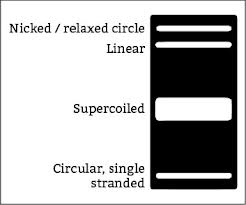 Nicked / relaxed circle
Linear
Supercoiled
Circular, single
stranded